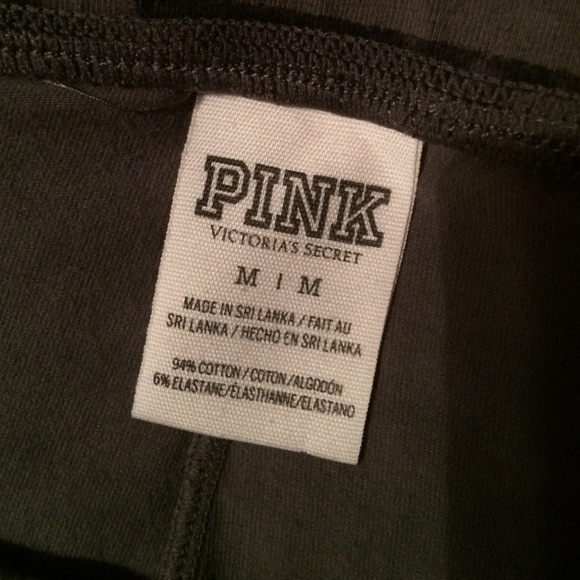 PINK
VICTORIA'S SECRET
M | M
MADE IN SRI LANKA / FAIT AU
SRI LANKA / HECHO EN SRI LANKA
94% COTTON / COTON / ALGODÓN
6% ELASTANE/ÉLASTHANNE/ELASTANO